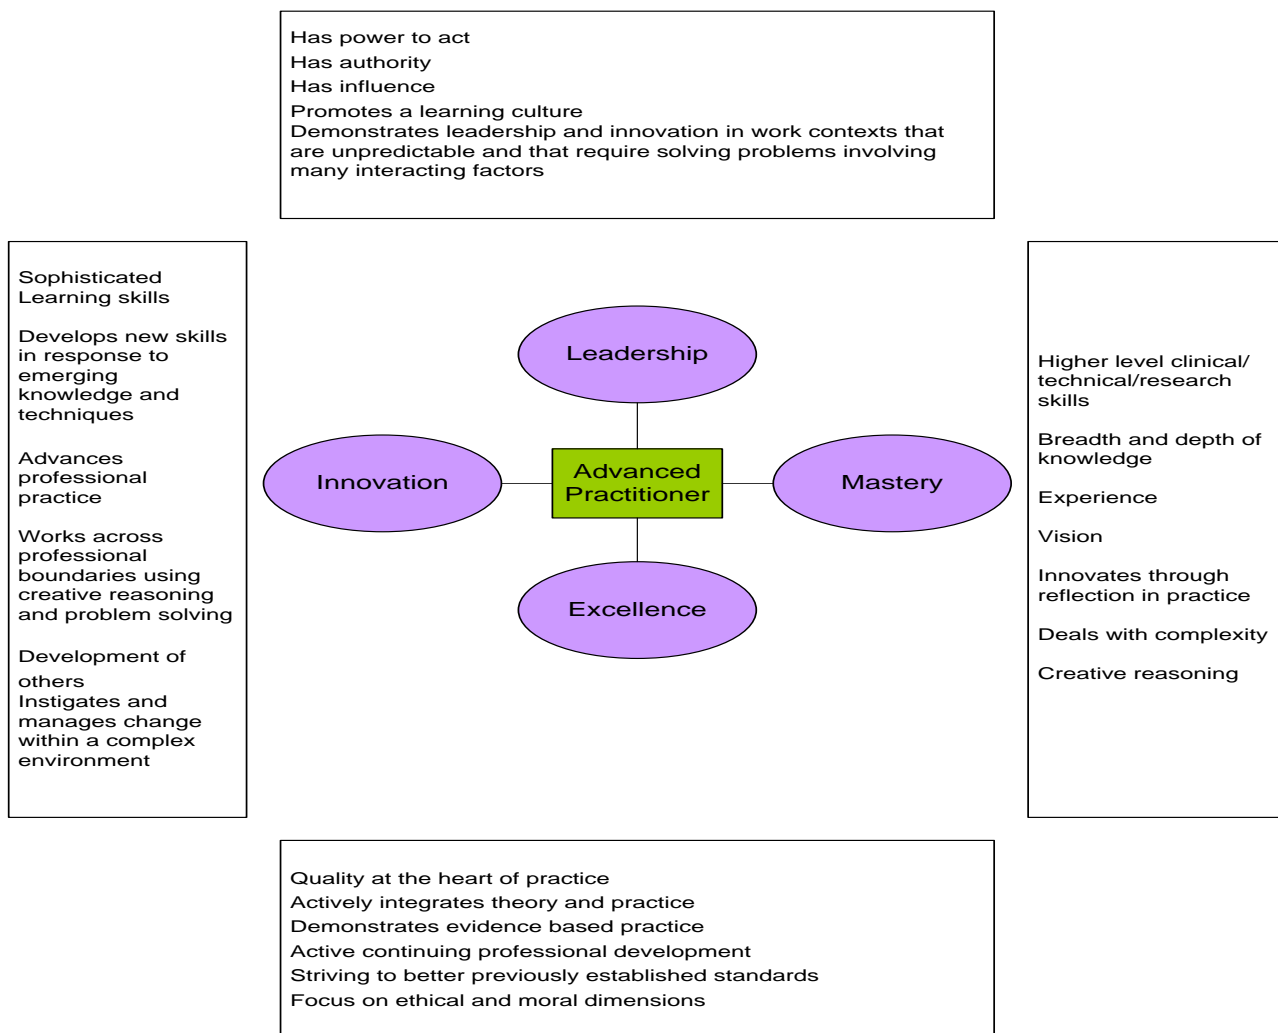 Has power to act
Has authority
Has influence
Promotes a learning culture
Demonstrates leadership and innovation in work contexts that
are unpredictable and that require solving problems involving
many interacting factors
Sophisticated
Learning skills
Develops new skills
in response to
emerging
knowledge and
techniques
Advances
professional
practice
Works across
professional
boundaries using
creative reasoning
and problem solving
Development of
others
Instigates and
manages change
within a complex
environment
Leadership
Innovation
Advanced
Practitioner
Mastery
Excellence
Higher level clinical/
technical/research
skills
Breadth and depth of
knowledge
Experience
Vision
Innovates through
reflection in practice
Deals with complexity
Creative reasoning
Quality at the heart of practice
Actively integrates theory and practice
Demonstrates evidence based practice
Active continuing professional development
Striving to better previously established standards
Focus on ethical and moral dimensions